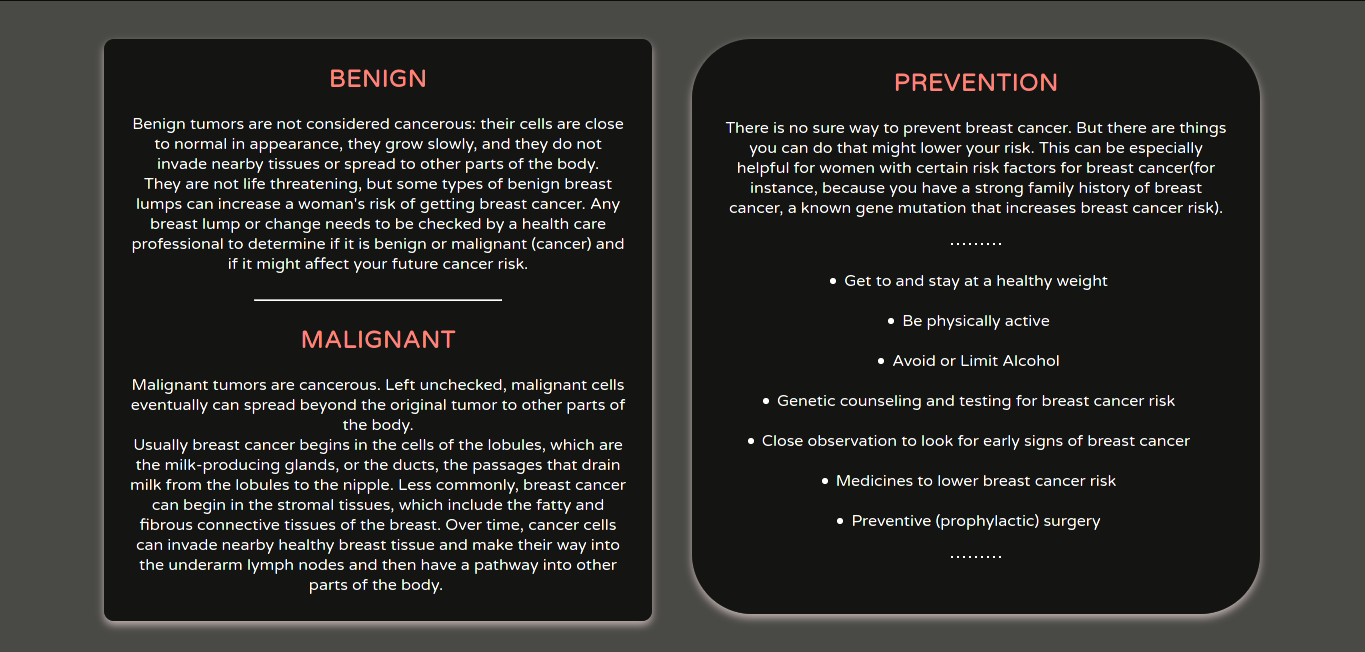 BENIGN
Benign tumors are not considered cancerous: their cells are close
to normal in appearance, they grow slowly, and they do not
invade nearby tissues or spread to other parts of the body.
They are not life threatening, but some types of benign breast
lumps can increase a woman's risk of getting breast cancer. Any
breast lump or change needs to be checked by a health care
professional to determine if it is benign or malignant (cancer) and
if it might affect your future cancer risk.
MALIGNANT
Malignant tumors are cancerous. Left unchecked, malignant cells
eventually can spread beyond the original tumor to other parts of
the body.
Usually breast cancer begins in the cells of the lobules, which are
the milk-producing glands, or the ducts, the passages that drain
milk from the lobules to the nipple. Less commonly, breast cancer
can begin in the stromal tissues, which include the fatty and
fibrous connective tissues of the breast. Over time, cancer cells
can invade nearby healthy breast tissue and make their way into
the underarm lymph nodes and then have a pathway into other
parts of the body.
PREVENTION
There is no sure way to prevent breast cancer. But there are things
you can do that might lower your risk. This can be especially
helpful for women with certain risk factors for breast cancer(for
instance, because you have a strong family history of breast
cancer, a known gene mutation that increases breast cancer risk).
.........
• Get to and stay at a healthy weight
• Be physically active
• Avoid or Limit Alcohol
• Genetic counseling and testing for breast cancer risk
• Close observation to look for early signs of breast cancer
• Medicines to lower breast cancer risk
• Preventive (prophylactic) surgery
.........